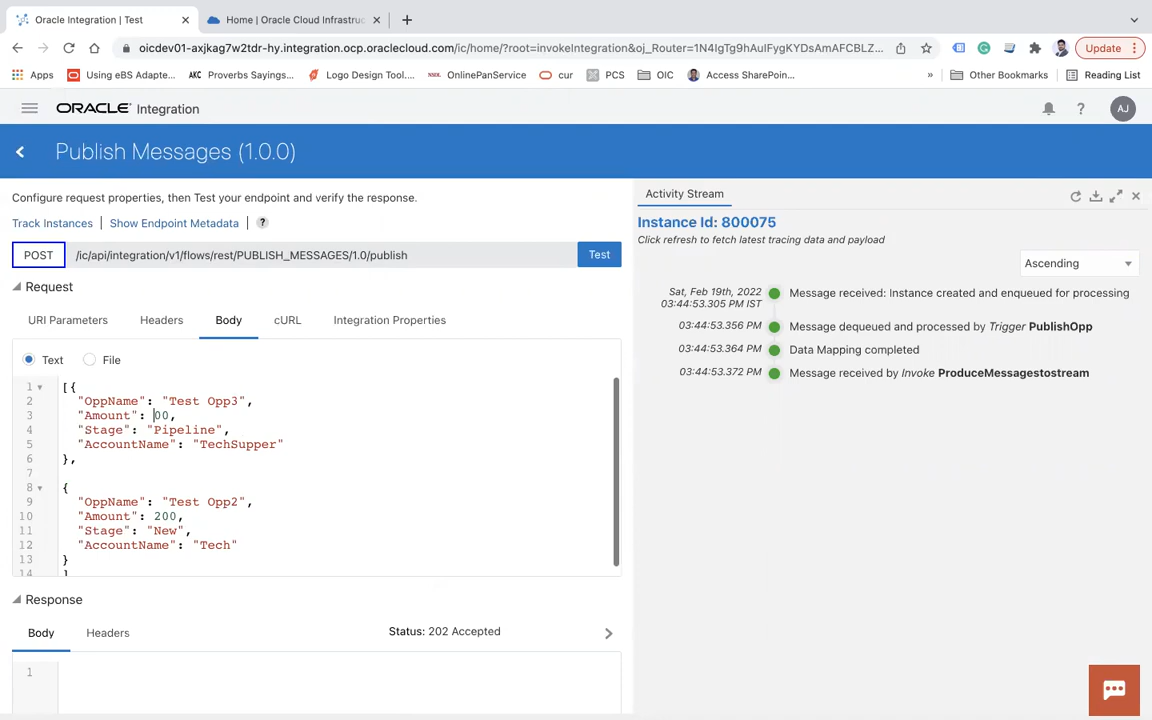 Oracle Integration | Test
Home | Oracle Cloud Infrastruc
oicdev01-axjkag7w2tdr-hy.integration.ocp.oraclecloud.com/ic/home/?root=invokeIntegration&oj_Router=1N4IgTg9hAulFygKYDsAmAFCBLZ...
Update
Apps
Using eBS Adapte...
AKC Proverbs Sayings...
Logo Design Tool....
OnlinePanService
cur
PCS
OIC
Access SharePoin...
»
Other Bookmarks
Reading List
ORACLE Integration
?
AJ
Publish Messages (1.0.0)
Configure request properties, then Test your endpoint and verify the response.
Track Instances | Show Endpoint Metadata | ?
POST /ic/api/integration/v1/flows/rest/PUBLISH_MESSAGES/1.0/publish Test
Request
URI Parameters Headers Body cURL Integration Properties
Text File
1 [{
2 "OppName": "Test Opp3",
3 "Amount": 00,
4 "Stage": "Pipeline",
5 "AccountName": "TechSupper"
6 },
7
8 {
9 "OppName": "Test Opp2",
10 "Amount": 200,
11 "Stage": "New",
12 "AccountName": "Tech"
13 }
14 ]
Response
Body Headers Status: 202 Accepted
1
Activity Stream
Instance Id: 800075
Click refresh to fetch latest tracing data and payload
Ascending
Sat, Feb 19th, 2022
03:44:53.305 PM IST Message received: Instance created and enqueued for processing
03:44:53.356 PM Message dequeued and processed by Trigger PublishOpp
03:44:53.364 PM Data Mapping completed
03:44:53.372 PM Message received by Invoke ProduceMessagestostream